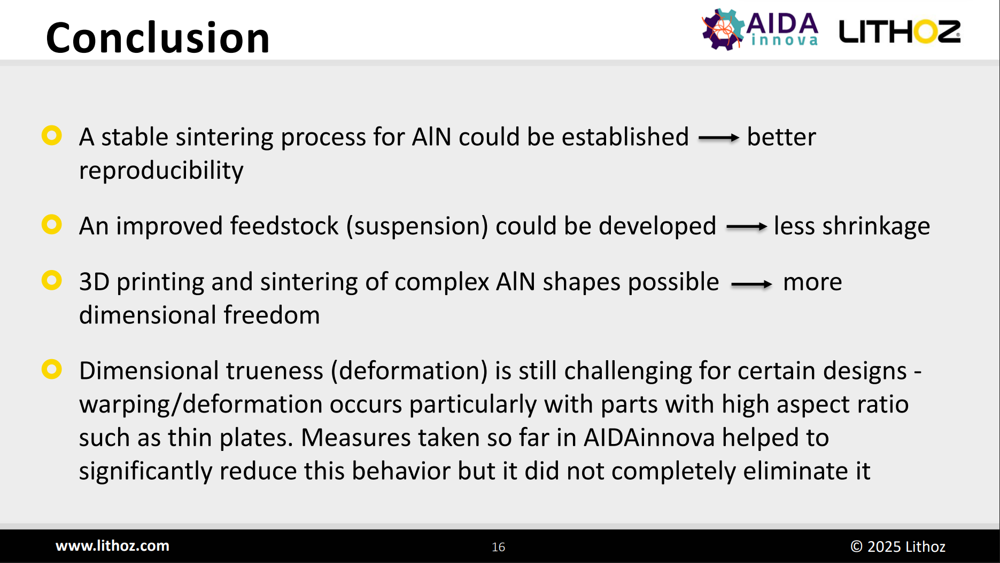 Conclusion
AIDA
innova
LITHOZ®
A stable sintering process for AlN could be established ⟶ better
reproducibility
An improved feedstock (suspension) could be developed ⟶ less shrinkage
3D printing and sintering of complex AlN shapes possible ⟶ more
dimensional freedom
Dimensional trueness (deformation) is still challenging for certain designs -
warping/deformation occurs particularly with parts with high aspect ratio
such as thin plates. Measures taken so far in AIDAinnova helped to
significantly reduce this behavior but it did not completely eliminate it
www.lithoz.com
16
© 2025 Lithoz